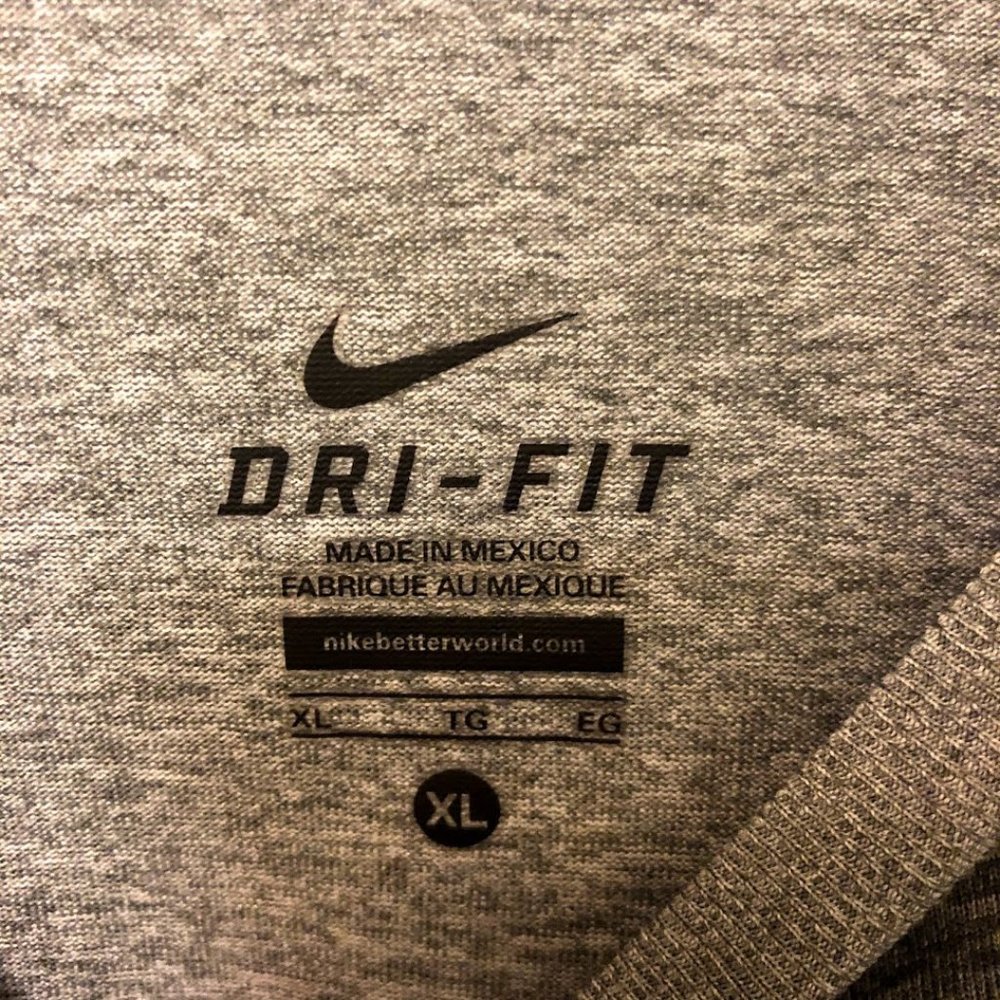 DRI-FIT
MADE IN MEXICO
FABRIQUE AU MEXIQUE
nikebetterworld.com
XL TG EG
XL